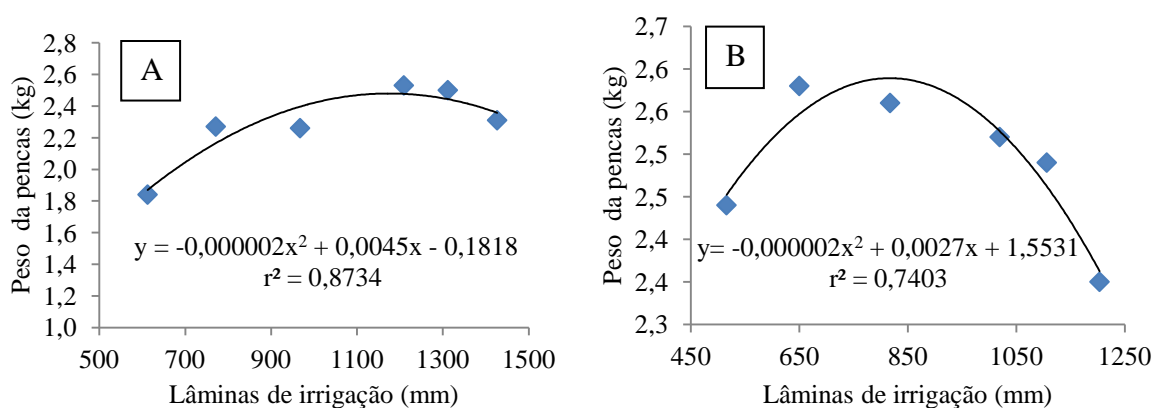 A
Peso da pencas (kg)
2,8
2,6
2,4
2,2
2,0
1,8
1,6
1,4
1,2
1,0
y = -0,000002x² + 0,0045x - 0,1818
r² = 0,8734
500 700 900 1100 1300 1500
Lâminas de irrigação (mm)
B
Peso da pencas (kg)
2,7
2,6
2,6
2,5
2,5
2,4
2,4
2,3
y= -0,000002x² + 0,0027x + 1,5531
r² = 0,7403
450 650 850 1050 1250
Lâminas de irrigação (mm)